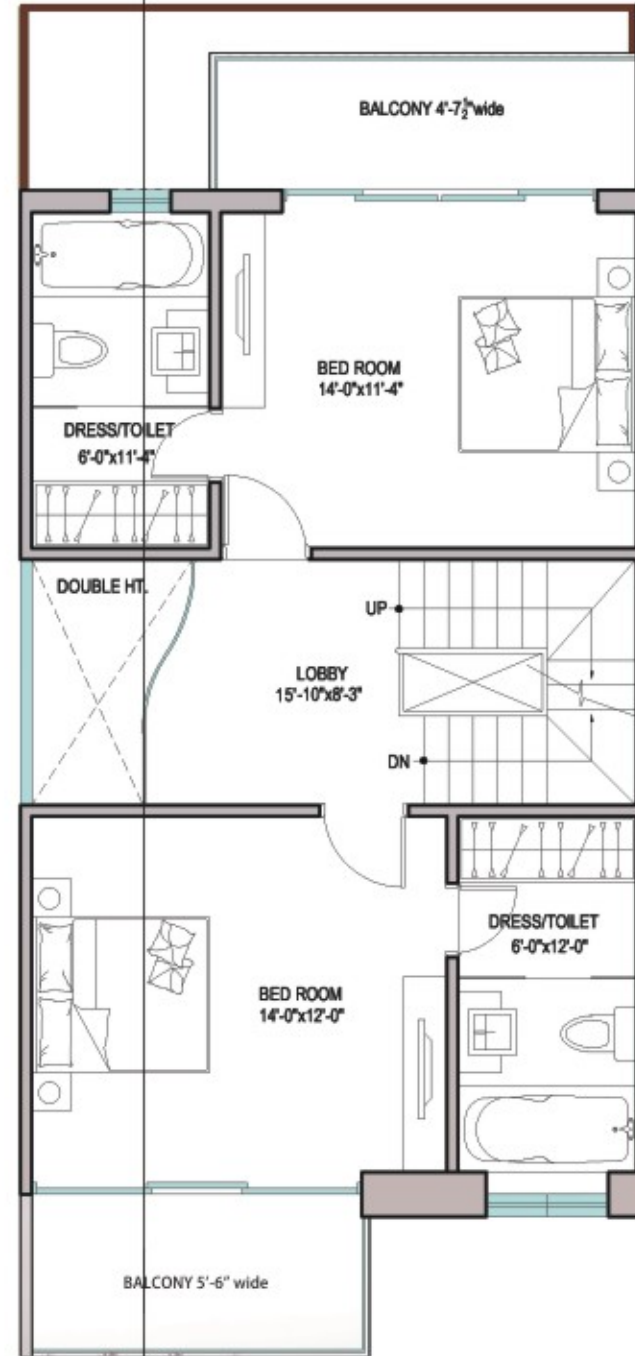 BALCONY 4'-7½"wide
BED ROOM
14'-0"x11'-4"
DRESS/TOILET
6'-0"x11'-4"
DOUBLE HT.
UP
LOBBY
15'-10"x8'-3"
DN
DRESS/TOILET
6'-0"x12'-0"
BED ROOM
14'-0"x12'-0"
BALCONY 5'-6" wide